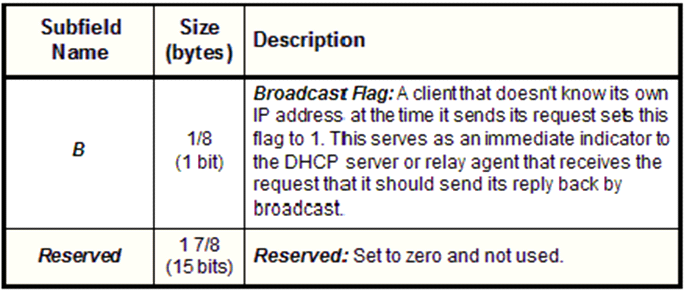 Subfield Name
Size (bytes)
Description
B
1/8
(1 bit)
Broadcast Flag: A client that doesn't know its own
IP address at the time it sends its request sets this
flag to 1. This serves as an immediate indicator to
the DHCP server or relay agent that receives the
request that it should send its reply back by
broadcast.
Reserved
1 7/8
(15 bits)
Reserved: Set to zero and not used.